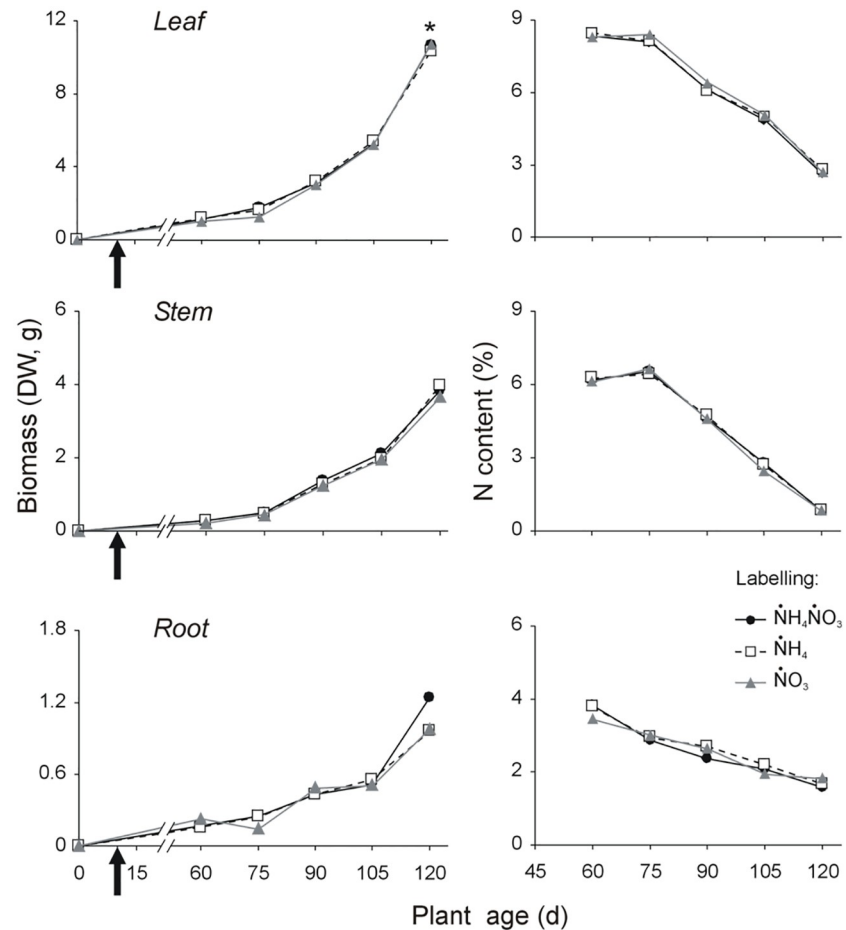 Leaf
*
12
8
4
0
9
6
3
0
Stem
6
4
2
0
9
6
3
0
Biomass (DW, g)
N content (%)
Labelling:
ṄH₄ṄO₃
ṄH₄
ṄO₃
Root
1.8
1.2
0.6
0
0 15 60 75 90 105 120
6
4
2
0
45 60 75 90 105 120
Plant age (d)